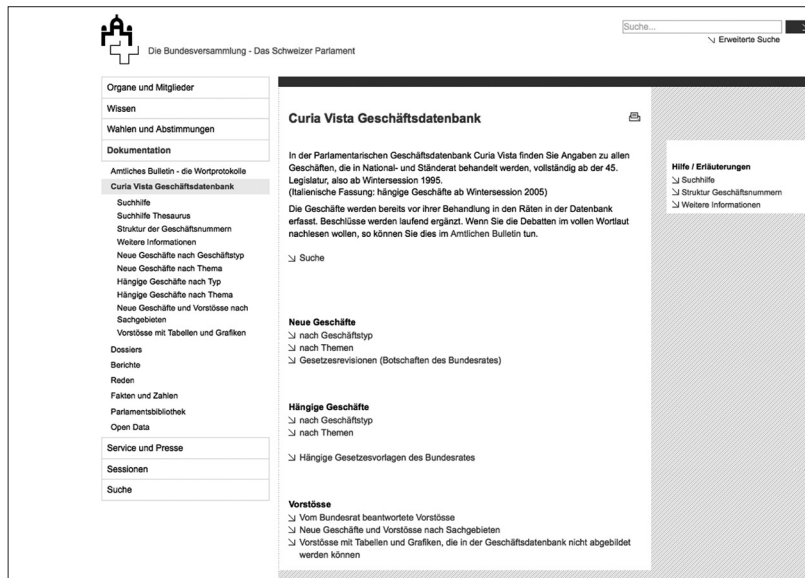 Suche...
Erweiterte Suche
Die Bundesversammlung - Das Schweizer Parlament
Organe und Mitglieder
Wissen
Wahlen und Abstimmungen
Dokumentation
Amtliches Bulletin - die Wortprotokolle
Curia Vista Geschäftsdatenbank
Suchhilfe
Suchhilfe Thesaurus
Struktur der Geschäftsnummern
Weitere Informationen
Neue Geschäfte nach Geschäftstyp
Neue Geschäfte nach Thema
Hängige Geschäfte nach Typ
Hängige Geschäfte nach Thema
Neue Geschäfte und Vorstösse nach
Sachgebieten
Vorstösse mit Tabellen und Grafiken
Dossiers
Berichte
Reden
Fakten und Zahlen
Parlamentsbibliothek
Open Data
Service und Presse
Sessionen
Suche
Curia Vista Geschäftsdatenbank
In der Parlamentarischen Geschäftsdatenbank Curia Vista finden Sie Angaben zu allen
Geschäften, die in National- und Ständerat behandelt werden, vollständig ab der 45.
Legislatur, also ab Wintersession 1995.
(Italienische Fassung: hängige Geschäfte ab Wintersession 2005)
Die Geschäfte werden bereits vor ihrer Behandlung in den Räten in der Datenbank
erfasst. Beschlüsse werden laufend ergänzt. Wenn Sie die Debatten im vollen Wortlaut
nachlesen wollen, so können Sie dies im Amtlichen Bulletin tun.
Suche
Neue Geschäfte
nach Geschäftstyp
nach Themen
Gesetzesrevisionen (Botschaften des Bundesrates)
Hängige Geschäfte
nach Geschäftstyp
nach Themen
Hängige Gesetzesvorlagen des Bundesrates
Vorstösse
Vom Bundesrat beantwortete Vorstösse
Neue Geschäfte und Vorstösse nach Sachgebieten
Vorstösse mit Tabellen und Grafiken, die in der Geschäftsdatenbank nicht abgebildet
werden können
Hilfe / Erläuterungen
Suchhilfe
Struktur Geschäftsnummern
Weitere Informationen